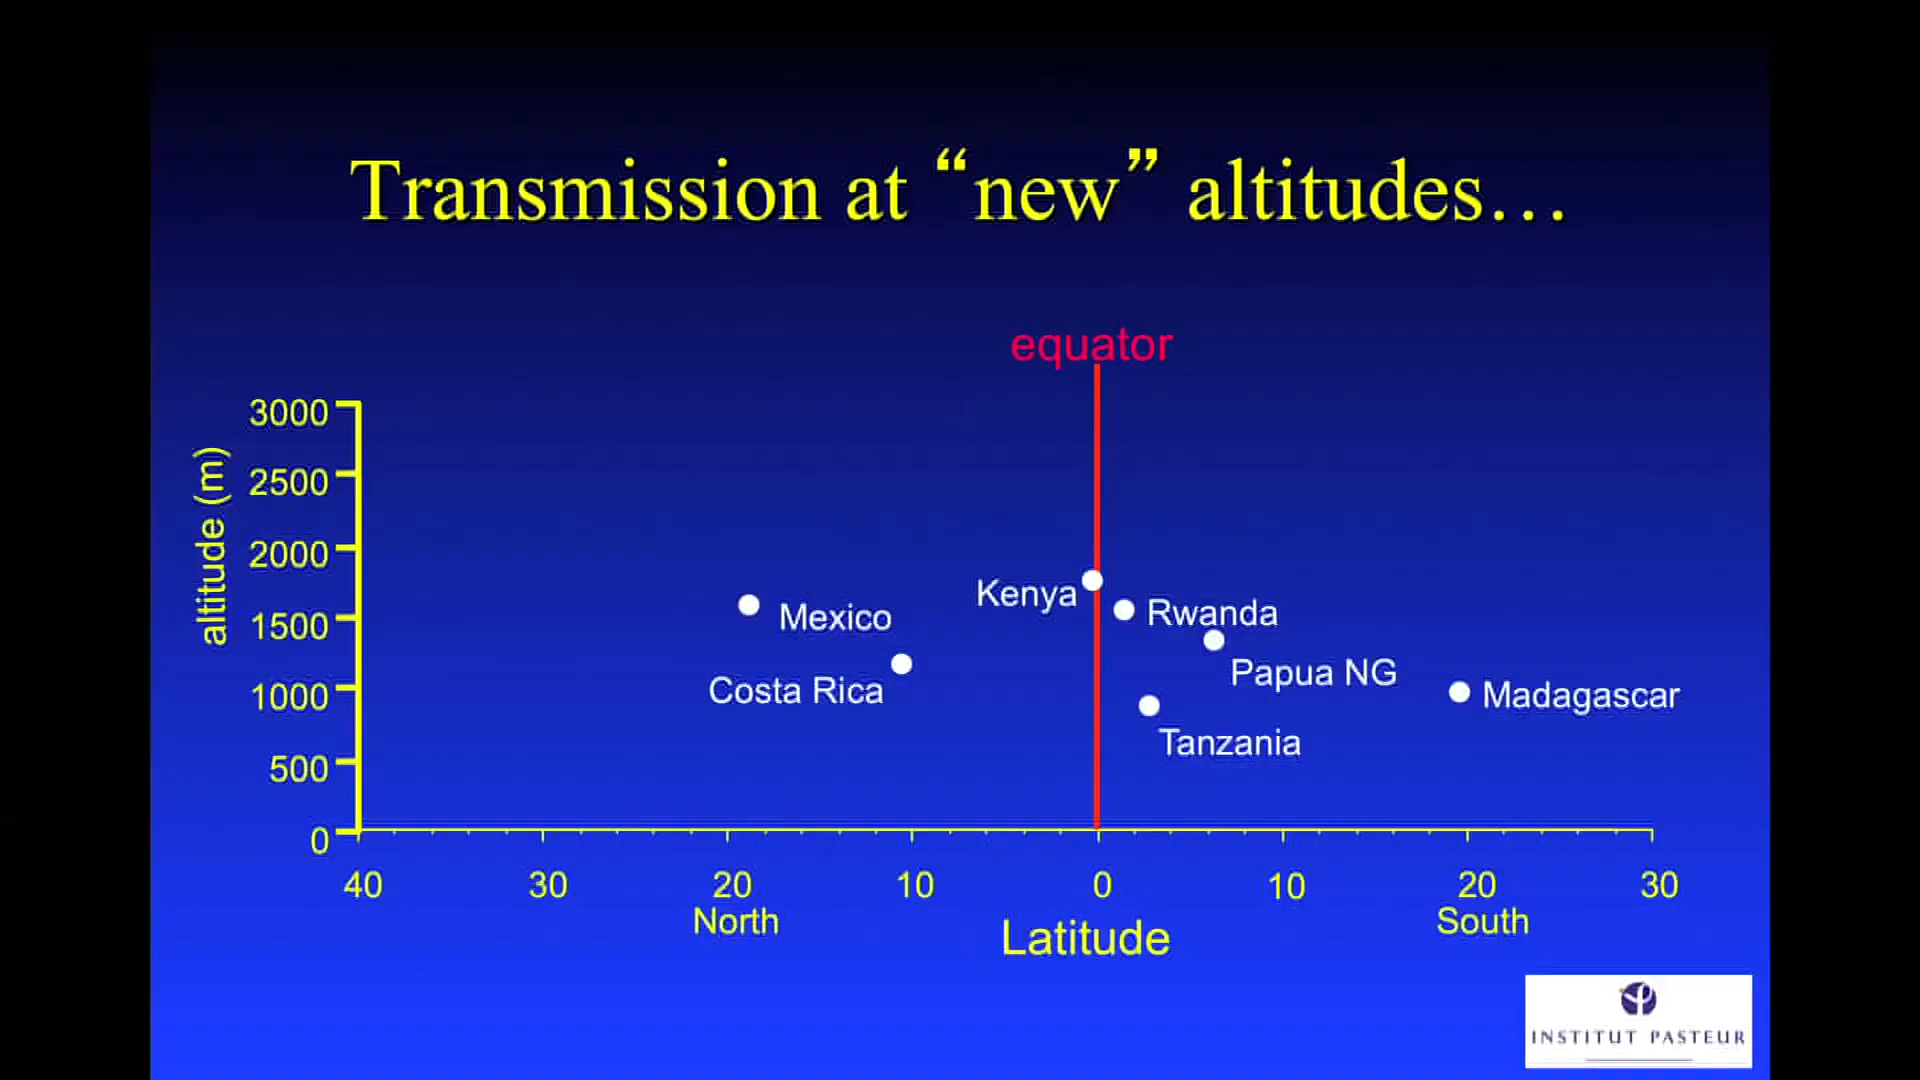 Transmission at “new” altitudes…
equator
altitude (m)
3000
2500
2000
1500
1000
500
0
Kenya
Mexico
Rwanda
Papua NG
Costa Rica
Madagascar
Tanzania
40 30 20 10 0 10 20 30
North South
Latitude
INSTITUT PASTEUR